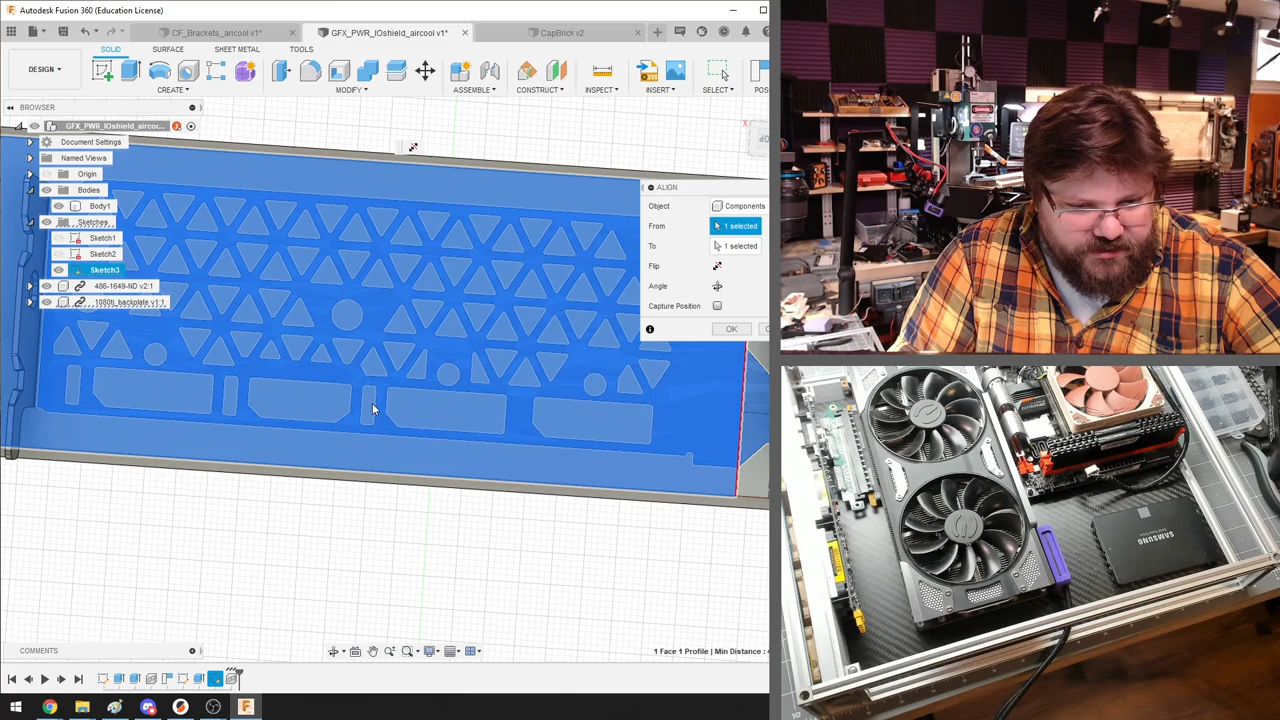 Autodesk Fusion 360 (Education License)
CF_Brackets_aricool v1*
GFX_PWR_IOshield_aircool v1*
CapBrick v2
SOLID
SURFACE
SHEET METAL
TOOLS
DESIGN
CREATE
MODIFY
ASSEMBLE
CONSTRUCT
INSPECT
INSERT
SELECT
BROWSER
GFX_PWR_IOshield_aircoc...
Document Settings
Named Views
Origin
Bodies
Body1
Sketches
Sketch1
Sketch2
Sketch3
486-1649-ND v2:1
1080ti_backplate v1:1
ALIGN
Object
Components
From
1 selected
To
1 selected
Flip
Angle
Capture Position
OK
COMMENTS
1 Face 1 Profile | Min Distance :
SAMSUNG